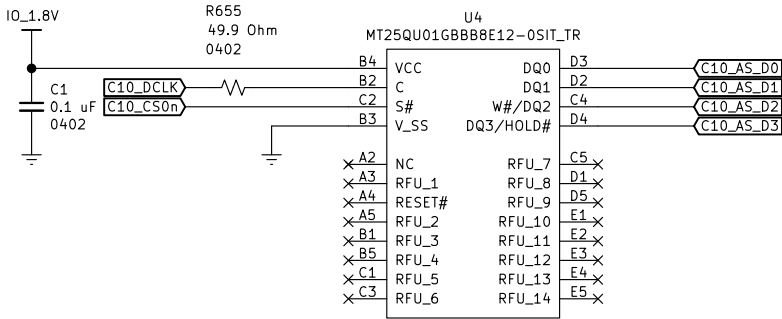 IO_1.8V
R655
49.9 Ohm
0402
U4
MT25QU01GBBB8E12-0SIT_TR
C1
0.1 uF
0402
C10_DCLK
C10_CS0n
B4 VCC DQ0 D3 C10_AS_D0
B2 C DQ1 D2 C10_AS_D1
C2 S# W#/DQ2 C4 C10_AS_D2
B3 V_SS DQ3/HOLD# D4 C10_AS_D3
A2 NC RFU_7 C5
A3 RFU_1 RFU_8 D1
A4 RESET# RFU_9 D5
A5 RFU_2 RFU_10 E1
B1 RFU_3 RFU_11 E2
B5 RFU_4 RFU_12 E3
C1 RFU_5 RFU_13 E4
C3 RFU_6 RFU_14 E5